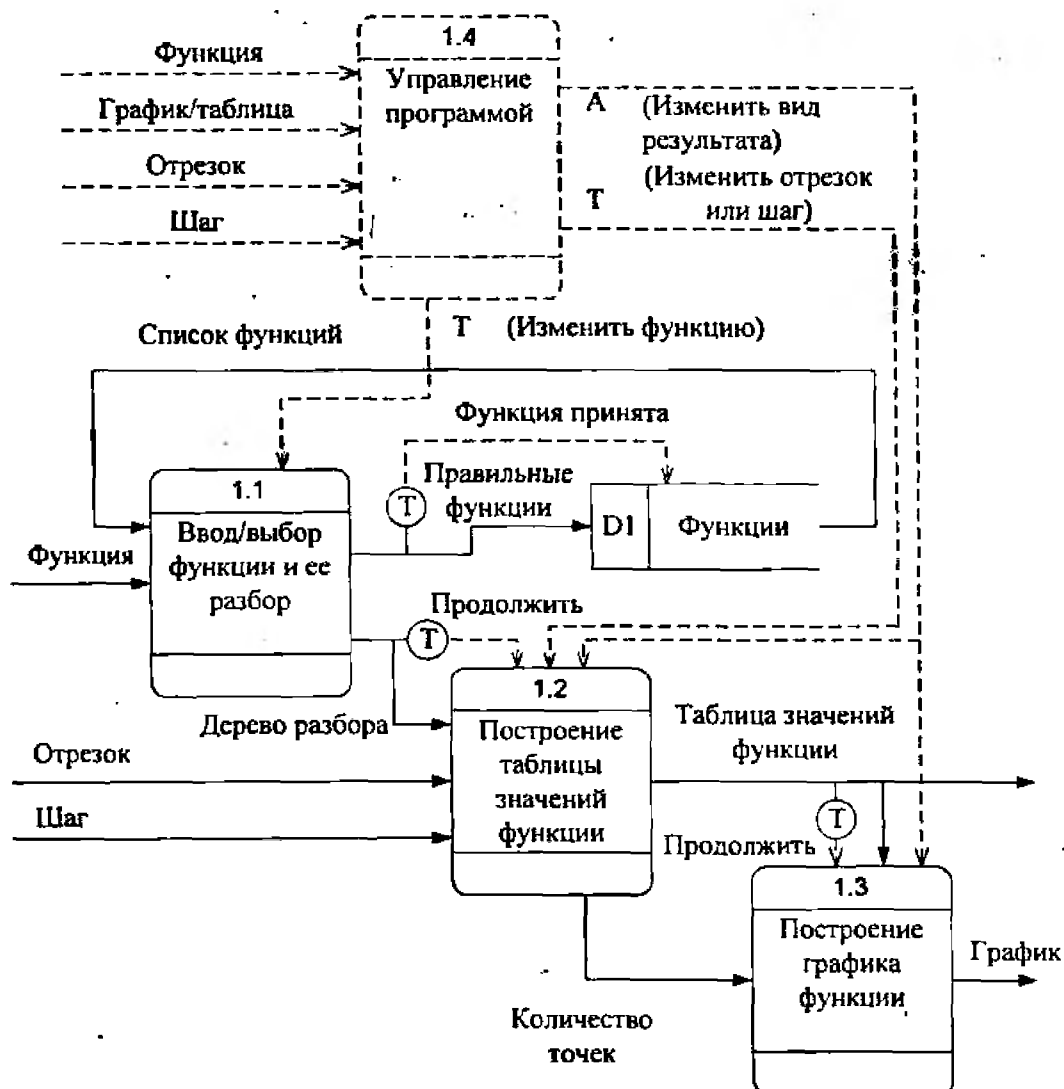 1.4
Функция
Управление
программой
График/таблица
А (Изменить вид
результата)
Отрезок
(Изменить отрезок
Т или шаг)
Шаг
Список функций
Т (Изменить функцию)
Функция принята
1.1
Правильные
функции
Т
Ввод/выбор
функции и ее
разбор
D1 Функции
Функция
Продолжить
Т
1.2
Дерево разбора
Построение
таблицы
значений
функции
Таблица значений
функции
Отрезок
Шаг
Т
Продолжить
1.3
Построение
графика
функции
График
Количество
точек